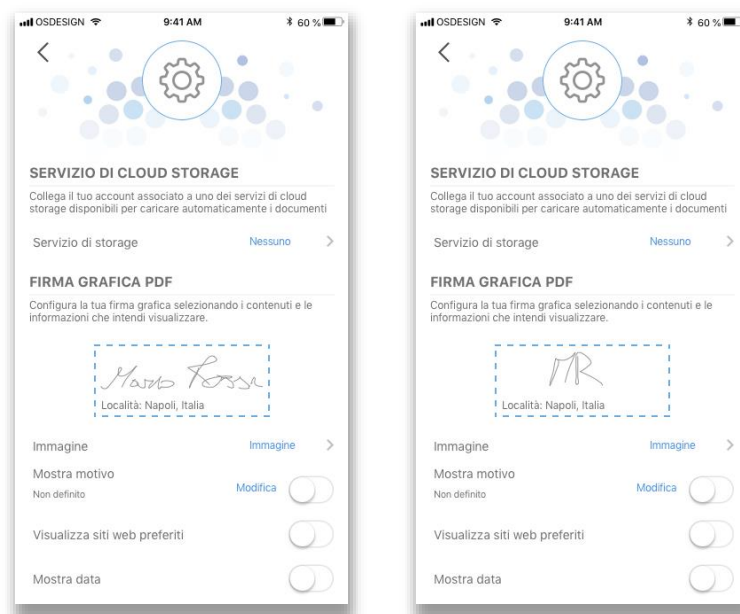 OSDESIGN 9:41 AM 60 %
SERVIZIO DI CLOUD STORAGE
Collega il tuo account associato a uno dei servizi di cloud
storage disponibili per caricare automaticamente i documenti
Servizio di storage Nessuno
FIRMA GRAFICA PDF
Configura la tua firma grafica selezionando i contenuti e le
informazioni che intendi visualizzare.
Mario Rossi
Località: Napoli, Italia
Immagine Immagine
Mostra motivo
Non definito
Modifica
Visualizza siti web preferiti
Mostra data
OSDESIGN 9:41 AM 60 %
SERVIZIO DI CLOUD STORAGE
Collega il tuo account associato a uno dei servizi di cloud
storage disponibili per caricare automaticamente i documenti
Servizio di storage Nessuno
FIRMA GRAFICA PDF
Configura la tua firma grafica selezionando i contenuti e le
informazioni che intendi visualizzare.
MR
Località: Napoli, Italia
Immagine Immagine
Mostra motivo
Non definito
Modifica
Visualizza siti web preferiti
Mostra data